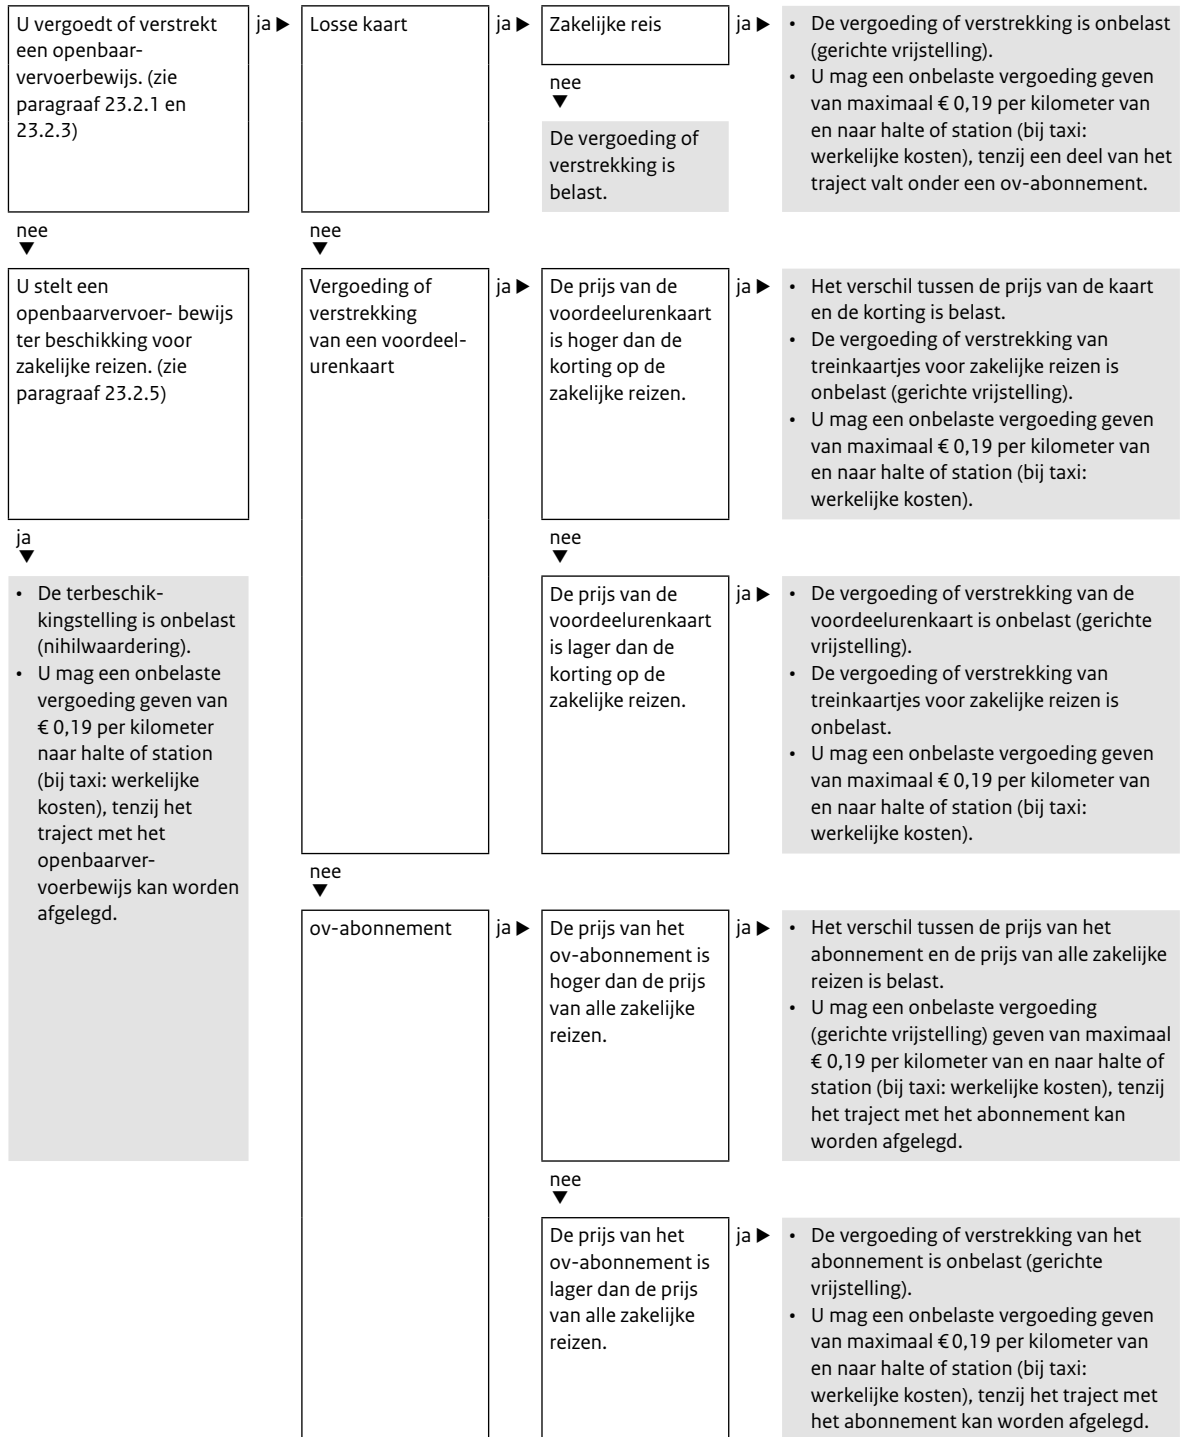 U vergoedt of verstrekt
een openbaar-
vervoerbewijs. (zie
paragraaf 23.2.1 en
23.2.3)
ja ▶
Losse kaart
ja ▶
Zakelijke reis
ja ▶
• De vergoeding of verstrekking is onbelast
(gerichte vrijstelling).
• U mag een onbelaste vergoeding geven
van maximaal € 0,19 per kilometer van
en naar halte of station (bij taxi:
werkelijke kosten), tenzij een deel van het
traject valt onder een ov-abonnement.
nee
▼
De vergoeding of
verstrekking is
belast.
nee
▼
nee
▼
U stelt een
openbaarvervoer- bewijs
ter beschikking voor
zakelijke reizen. (zie
paragraaf 23.2.5)
Vergoeding of
verstrekking
van een voordeel-
urenkaart
ja ▶
De prijs van de
voordeelurenkaart
is hoger dan de
korting op de
zakelijke reizen.
ja ▶
• Het verschil tussen de prijs van de kaart
en de korting is belast.
• De vergoeding of verstrekking van
treinkaartjes voor zakelijke reizen is
onbelast (gerichte vrijstelling).
• U mag een onbelaste vergoeding geven
van maximaal € 0,19 per kilometer van
en naar halte of station (bij taxi:
werkelijke kosten).
ja
▼
nee
▼
• De terbeschik-
kingstelling is onbelast
(nihilwaardering).
• U mag een onbelaste
vergoeding geven van
€ 0,19 per kilometer
naar halte of station
(bij taxi: werkelijke
kosten), tenzij het
traject met het
openbaarver-
voerbewijs kan worden
afgelegd.
De prijs van de
voordeelurenkaart
is lager dan de
korting op de
zakelijke reizen.
ja ▶
• De vergoeding of verstrekking van de
voordeelurenkaart is onbelast (gerichte
vrijstelling).
• De vergoeding of verstrekking van
treinkaartjes voor zakelijke reizen is
onbelast.
• U mag een onbelaste vergoeding geven
van maximaal € 0,19 per kilometer van
en naar halte of station (bij taxi:
werkelijke kosten).
nee
▼
ov-abonnement
ja ▶
De prijs van het
ov-abonnement is
hoger dan de prijs
van alle zakelijke
reizen.
ja ▶
• Het verschil tussen de prijs van het
abonnement en de prijs van alle zakelijke
reizen is belast.
• U mag een onbelaste vergoeding
(gerichte vrijstelling) geven van maximaal
€ 0,19 per kilometer van en naar halte of
station (bij taxi: werkelijke kosten), tenzij
het traject met het abonnement kan
worden afgelegd.
nee
▼
De prijs van het
ov-abonnement is
lager dan de prijs
van alle zakelijke
reizen.
ja ▶
• De vergoeding of verstrekking van het
abonnement is onbelast (gerichte
vrijstelling).
• U mag een onbelaste vergoeding geven
van maximaal € 0,19 per kilometer van
en naar halte of station (bij taxi:
werkelijke kosten), tenzij het traject met
het abonnement kan worden afgelegd.